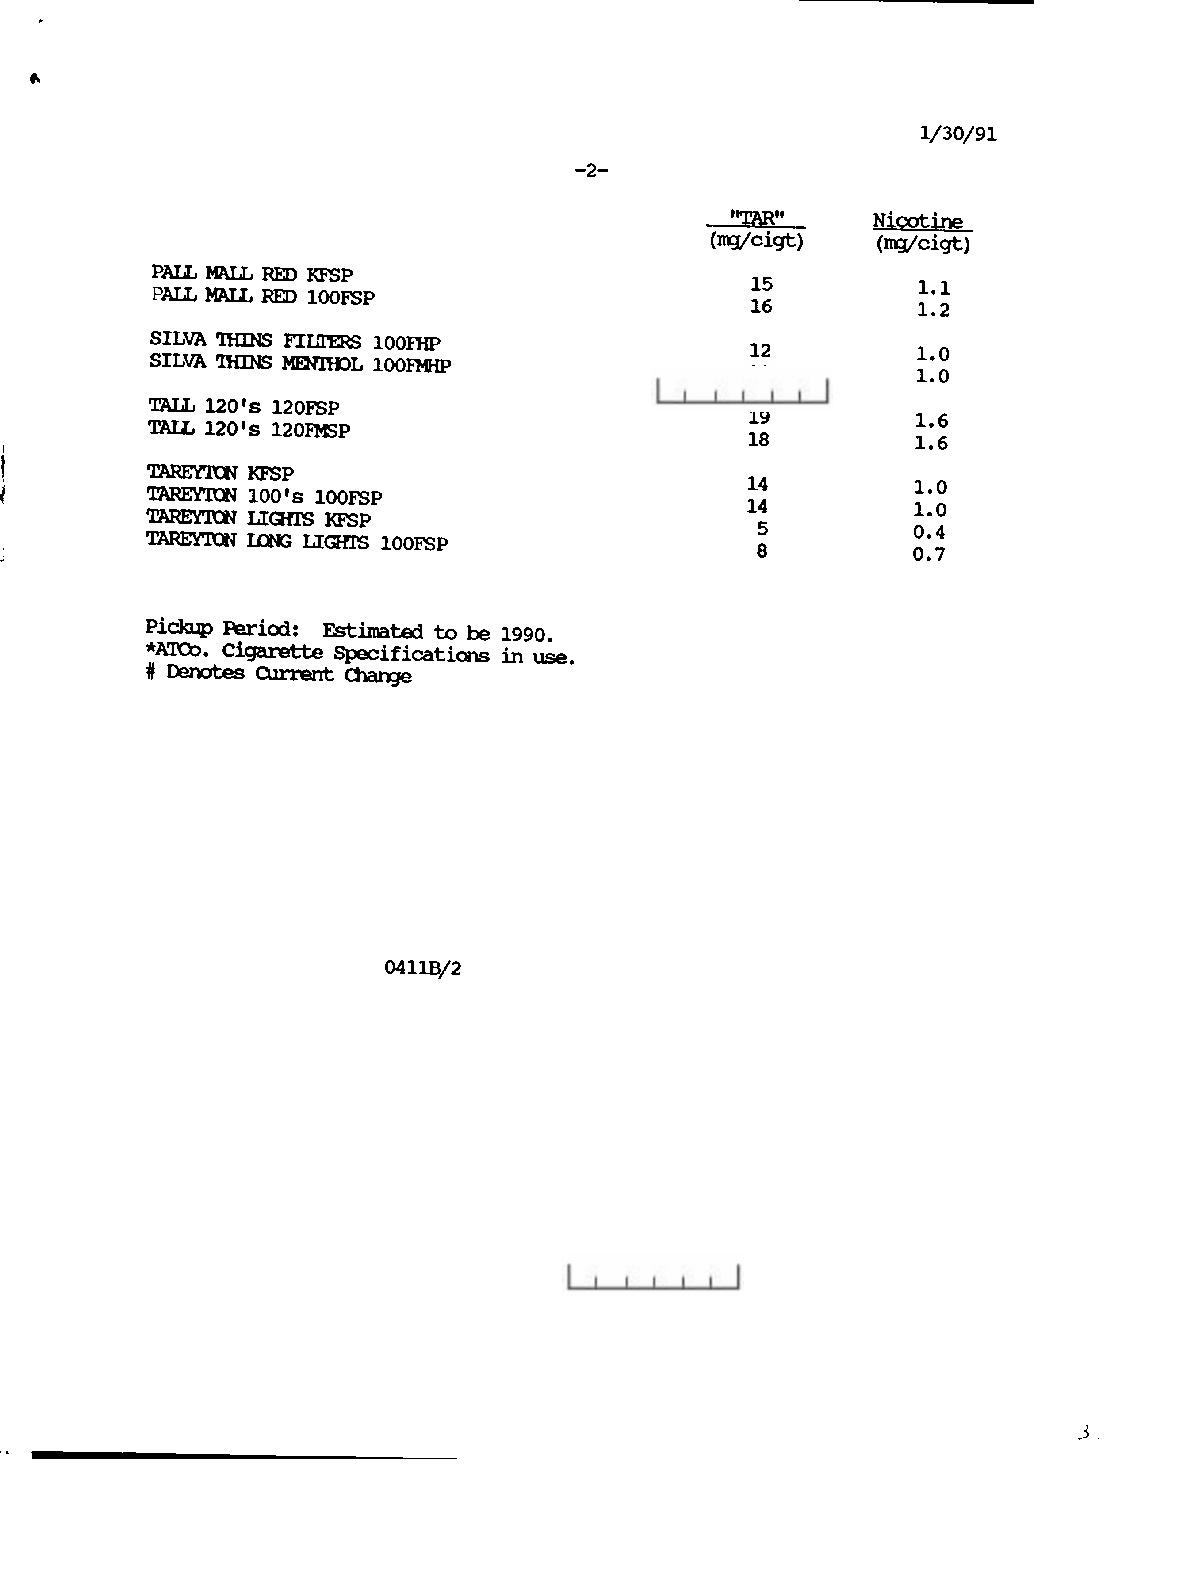 1/30/91
-2-
"TAR" Nicotine
(mg/cigt) (mg/cigt)
PALL MALL RED KFSP 15 1.1
PALL MALL RED 100FSP 16 1.2
SILVA THINS FILTERS 100FHP 12 1.0
SILVA THINS MENTHOL 100FMHP 1.0
TALL 120's 120FSP 19 1.6
TALL 120's 120FMSP 18 1.6
TAREYTON KFSP 14 1.0
TAREYTON 100's 100FSP 14 1.0
TAREYTON LIGHTS KFSP 5 0.4
TAREYTON LONG LIGHTS 100FSP 8 0.7
Pickup Period: Estimated to be 1990.
*ATCo. Cigarette Specifications in use.
# Denotes Current Change
0411B/2
3